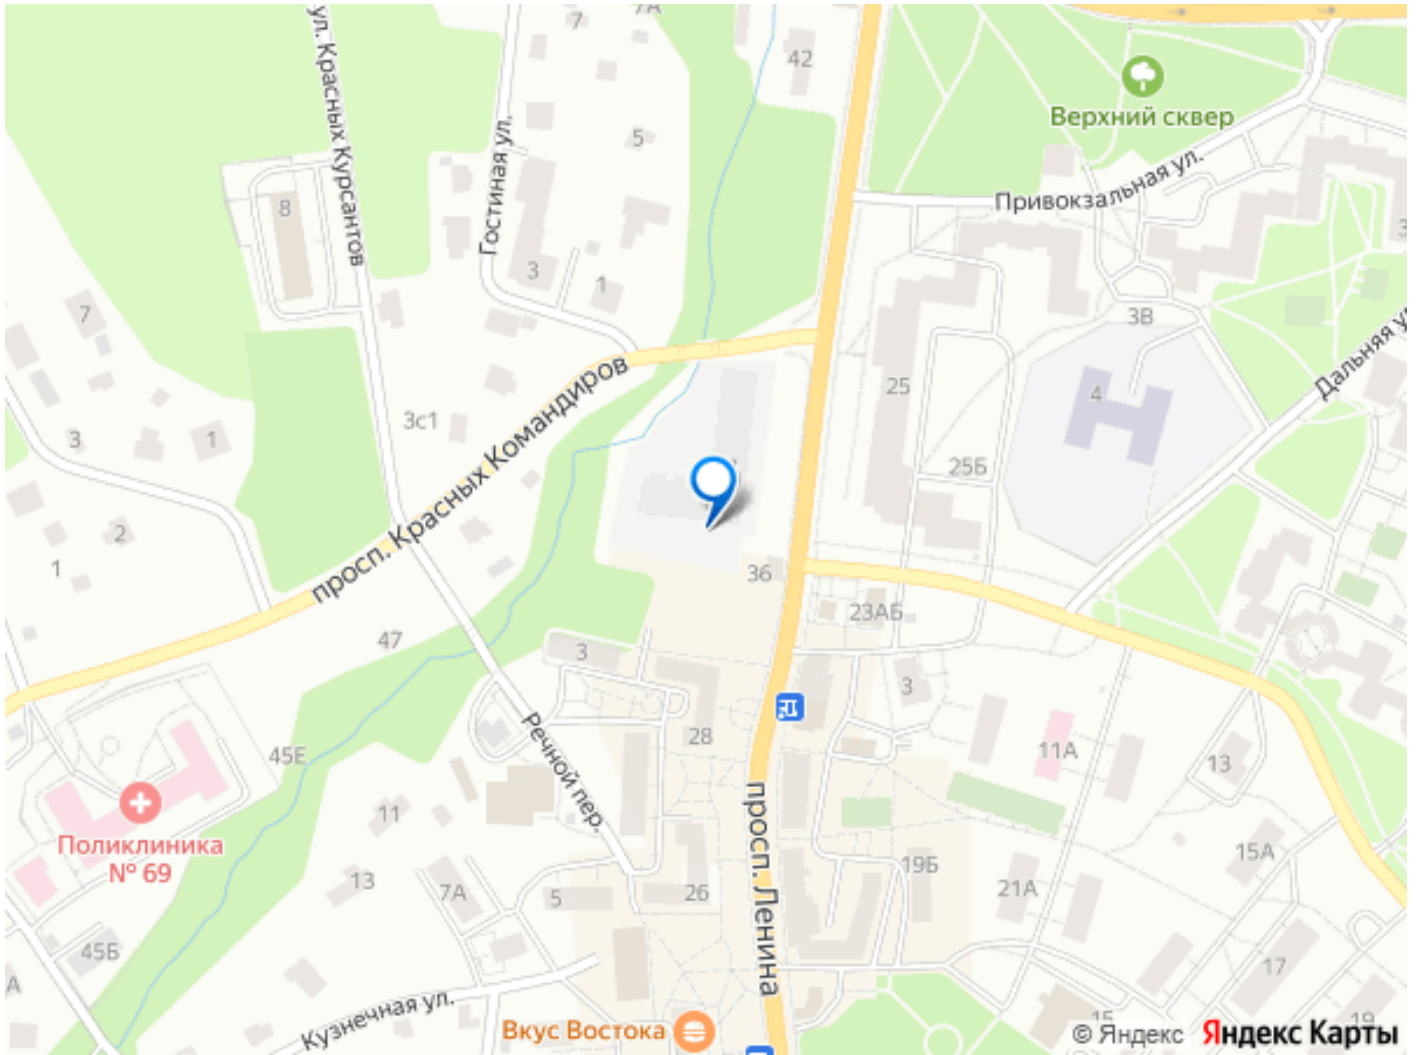 7
7А
ул. Красных Курсантов
42
Верхний сквер
Гостиная ул.
5
Привокзальная ул.
8
3
1
7
3В
Дальняя
25
4
3с1
3
1
просп. Красных Командиров
25Б
2
1
36
23АБ
47
3
3
28
Речной пер.
11А
13
45Е
просп. Ленина
11
Поликлиника
№ 69
15А
19Б
13
7А
5
26
21А
45Б
17
А
Кузнечная ул.
Вкус Востока
15
19
© Яндекс
Яндекс Карты